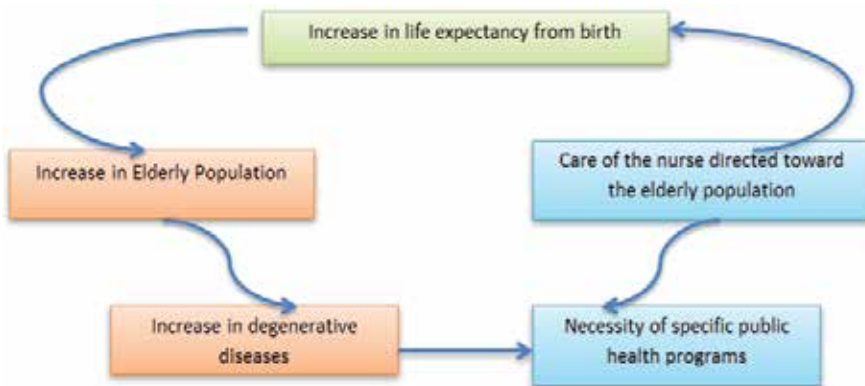 Increase in life expectancy from birth
Increase in Elderly Population
Care of the nurse directed toward
the elderly population
Increase in degenerative
diseases
Necessity of specific public
health programs